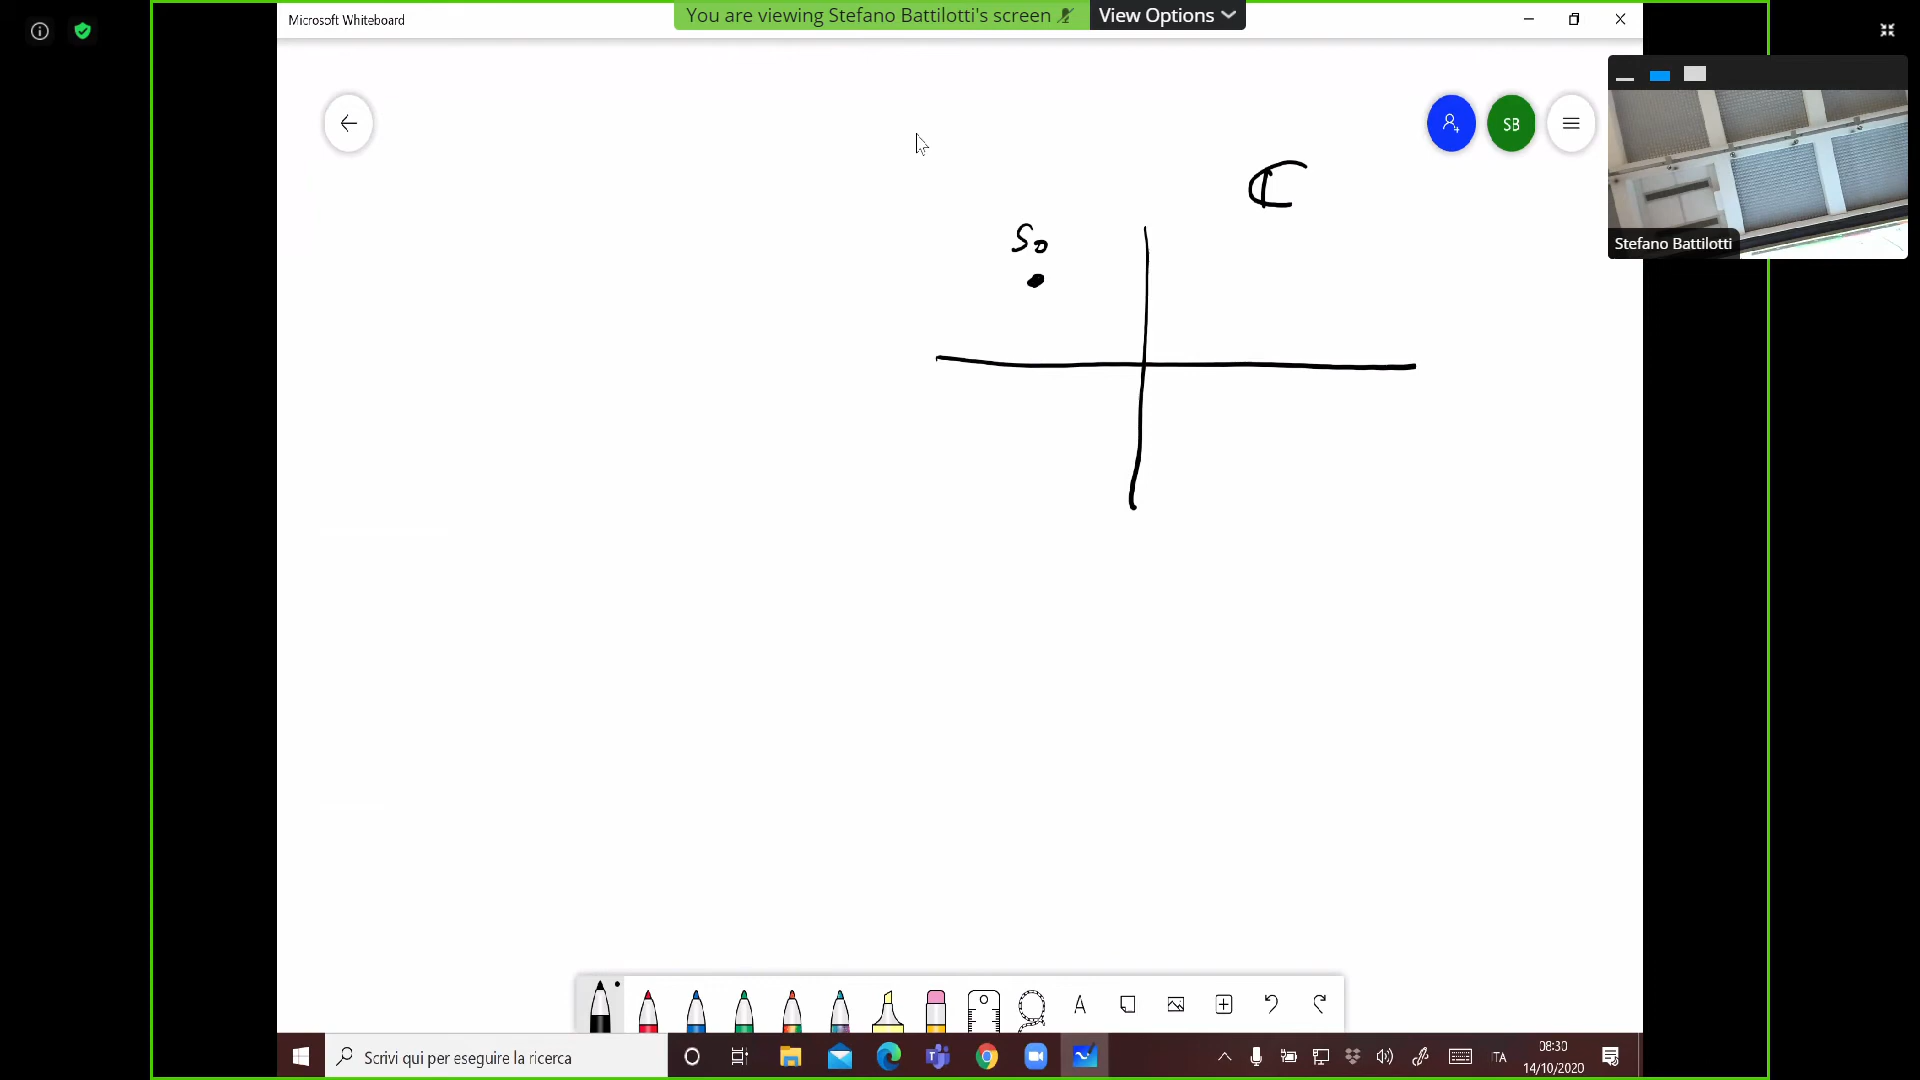 Microsoft Whiteboard
You are viewing Stefano Battilotti's screen
View Options
SB
Stefano Battilotti
ℂ
S₀
A
Scrivi qui per eseguire la ricerca
ITA
08:30
14/10/2020